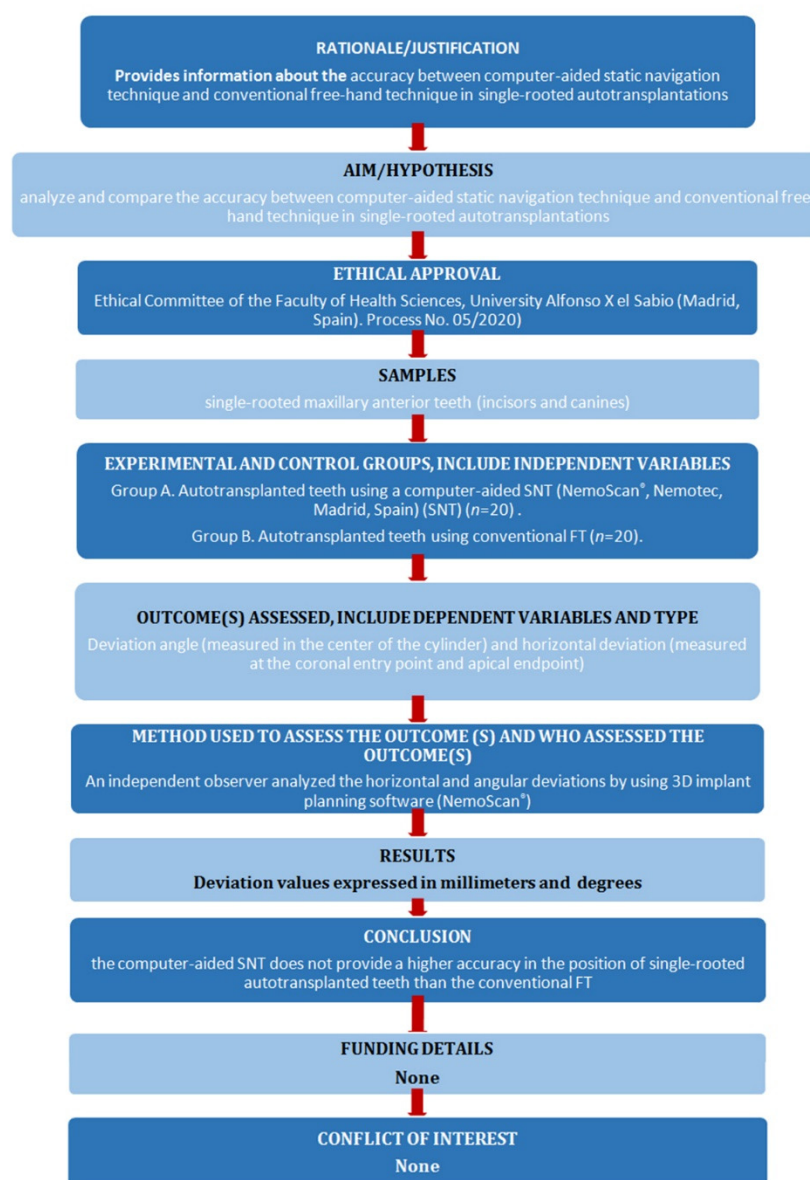 RATIONALE/JUSTIFICATION
Provides information about the accuracy between computer-aided static navigation
technique and conventional free-hand technique in single-rooted autotransplantations
AIM/HYPOTHESIS
analyze and compare the accuracy between computer-aided static navigation technique and conventional free-
hand technique in single-rooted autotransplantations
ETHICAL APPROVAL
Ethical Committee of the Faculty of Health Sciences, University Alfonso X el Sabio (Madrid,
Spain). Process No. 05/2020)
SAMPLES
single-rooted maxillary anterior teeth (incisors and canines)
EXPERIMENTAL AND CONTROL GROUPS, INCLUDE INDEPENDENT VARIABLES
Group A. Autotransplanted teeth using a computer-aided SNT (NemoScan®, Nemotec,
Madrid, Spain) (SNT) (n=20) .
Group B. Autotransplanted teeth using conventional FT (n=20).
OUTCOME(S) ASSESSED, INCLUDE DEPENDENT VARIABLES AND TYPE
Deviation angle (measured in the center of the cylinder) and horizontal deviation (measured
at the coronal entry point and apical endpoint)
METHOD USED TO ASSESS THE OUTCOME (S) AND WHO ASSESSED THE
OUTCOME(S)
An independent observer analyzed the horizontal and angular deviations by using 3D implant
planning software (NemoScan®)
RESULTS
Deviation values expressed in millimeters and degrees
CONCLUSION
the computer-aided SNT does not provide a higher accuracy in the position of single-rooted
autotransplanted teeth than the conventional FT
FUNDING DETAILS
None
CONFLICT OF INTEREST
None